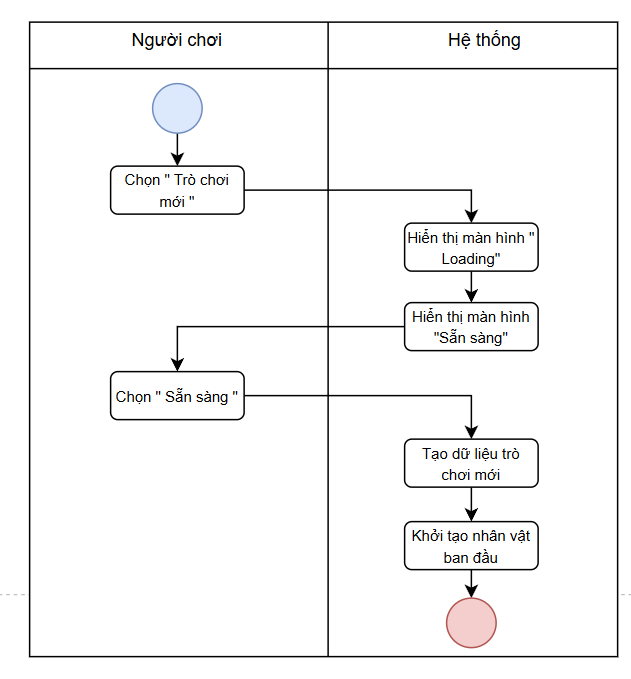 Người chơi
Hệ thống
Chọn " Trò chơi
mới "
Hiển thị màn hình "
Loading"
Hiển thị màn hình
"Sẵn sàng"
Chọn " Sẵn sàng "
Tạo dữ liệu trò
chơi mới
Khởi tạo nhân vật
ban đầu